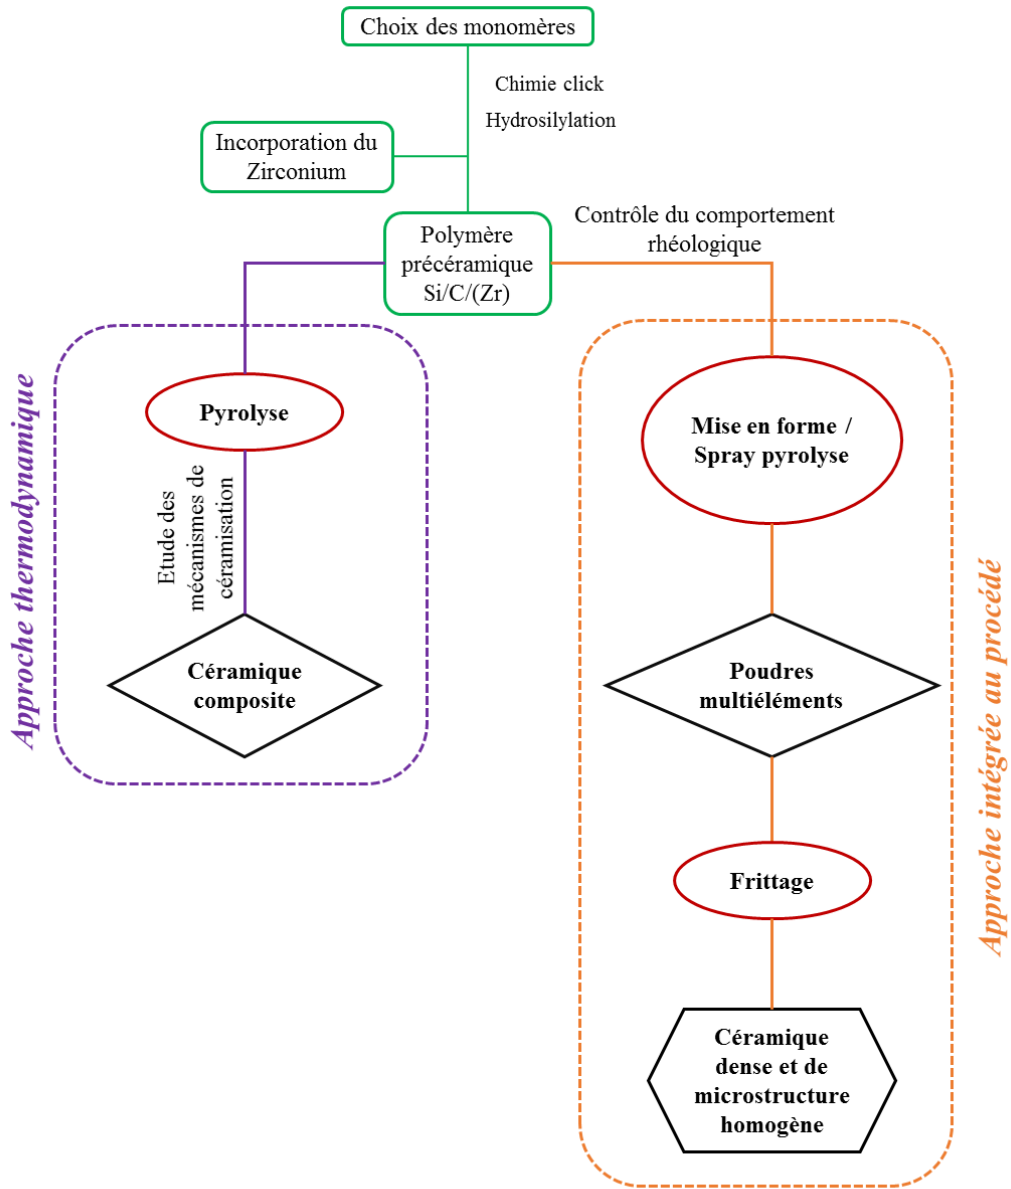 Choix des monomères
Chimie click
Hydrosilylation
Incorporation du
Zirconium
Polymère
précéramique
Si/C/(Zr)
Contrôle du comportement
rhéologique
Approche thermodynamique
Pyrolyse
Etude des
mécanismes de
céramisation
Céramique
composite
Mise en forme /
Spray pyrolyse
Poudres
multiéléments
Frittage
Céramique
dense et de
microstructure
homogène
Approche intégrée au procédé